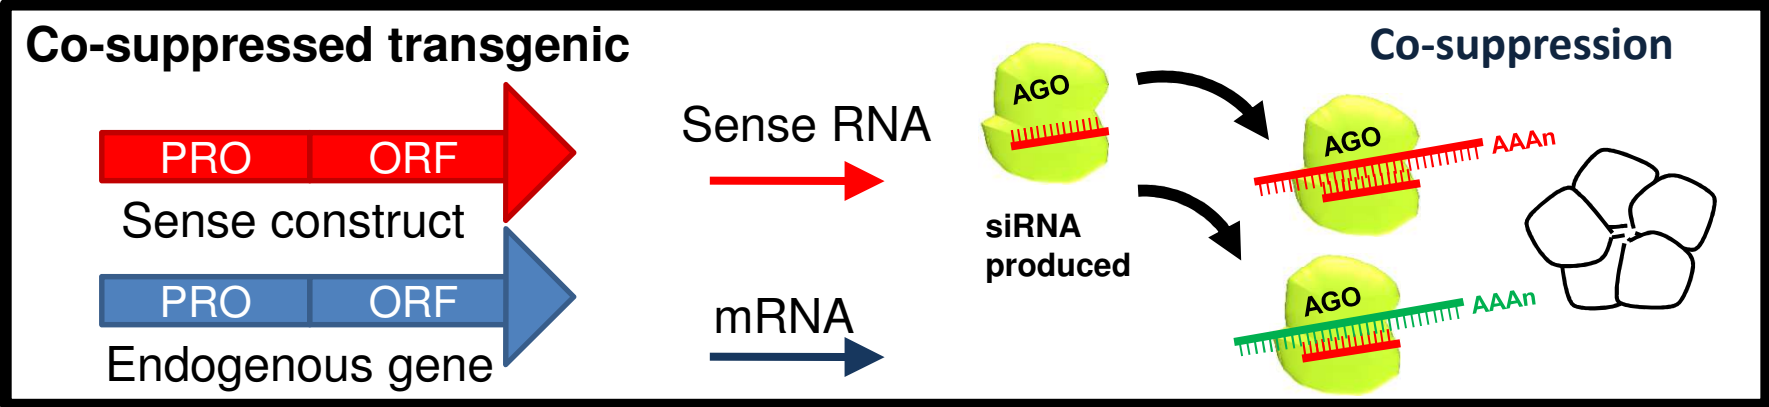 Co-suppressed transgenic
PRO ORF
Sense construct
PRO ORF
Endogenous gene
Sense RNA
mRNA
AGO
siRNA
produced
Co-suppression
AGO
AAAn
AGO
AAAn